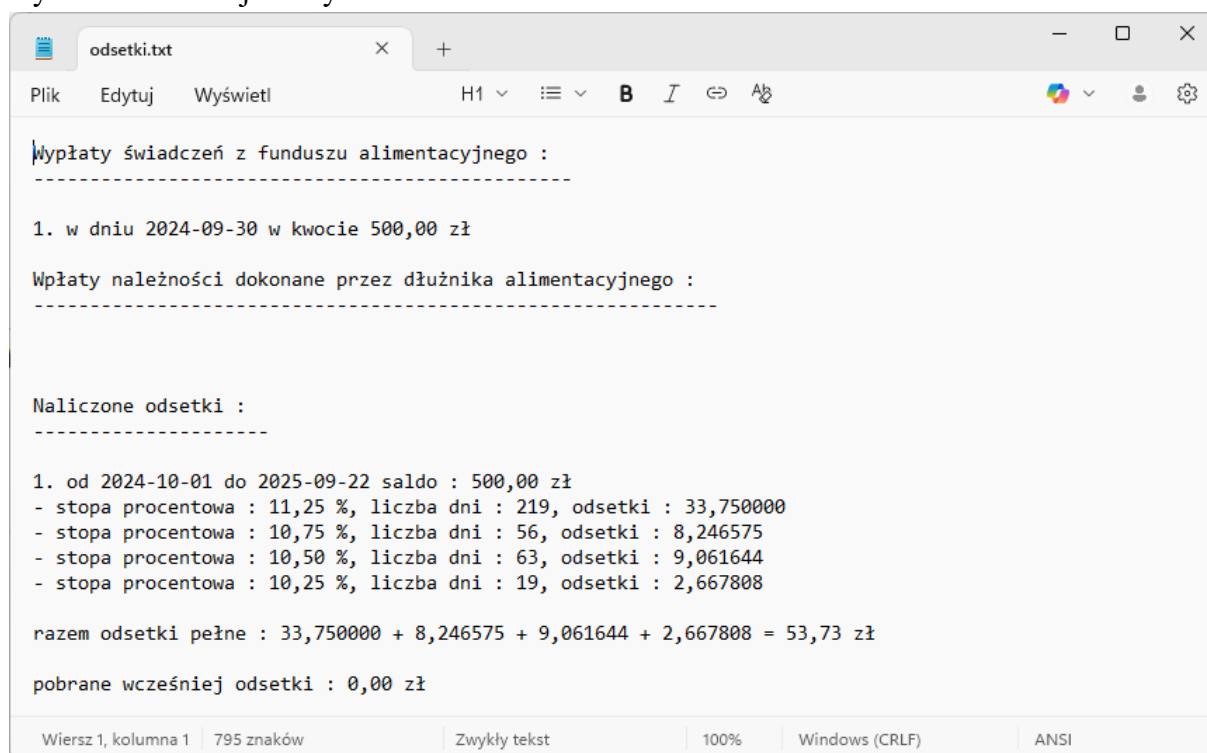 odsetki.txt
Plik Edytuj Wyświetl H1 B I
Wypłaty świadczeń z funduszu alimentacyjnego :
-----------------------------------------------
1. w dniu 2024-09-30 w kwocie 500,00 zł
Wpłaty należności dokonane przez dłużnika alimentacyjnego :
------------------------------------------------------------
Naliczone odsetki :
---------------------
1. od 2024-10-01 do 2025-09-22 saldo : 500,00 zł
- stopa procentowa : 11,25 %, liczba dni : 219, odsetki : 33,750000
- stopa procentowa : 10,75 %, liczba dni : 56, odsetki : 8,246575
- stopa procentowa : 10,50 %, liczba dni : 63, odsetki : 9,061644
- stopa procentowa : 10,25 %, liczba dni : 19, odsetki : 2,667808
razem odsetki pełne : 33,750000 + 8,246575 + 9,061644 + 2,667808 = 53,73 zł
pobrane wcześniej odsetki : 0,00 zł
Wiersz 1, kolumna 1 795 znaków Zwykły tekst 100% Windows (CRLF) ANSI